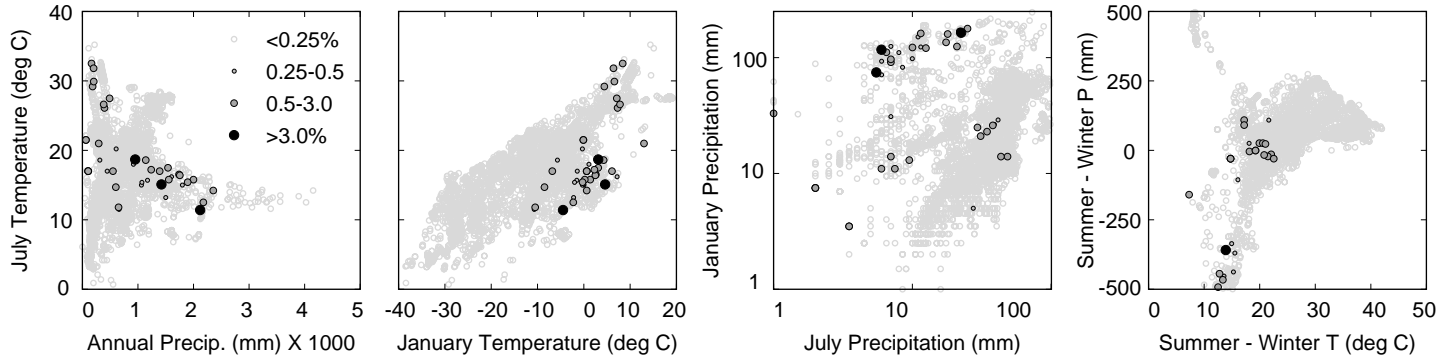 40
30
20
10
0
July Temperature (deg C)
<0.25%
0.25-0.5
0.5-3.0
>3.0%
0 1 2 3 4 5
Annual Precip. (mm) X 1000
-40 -30 -20 -10 0 10 20
January Temperature (deg C)
100
10
1
January Precipitation (mm)
1 10 100
July Precipitation (mm)
500
250
0
-250
-500
Summer - Winter P (mm)
0 10 20 30 40 50
Summer - Winter T (deg C)